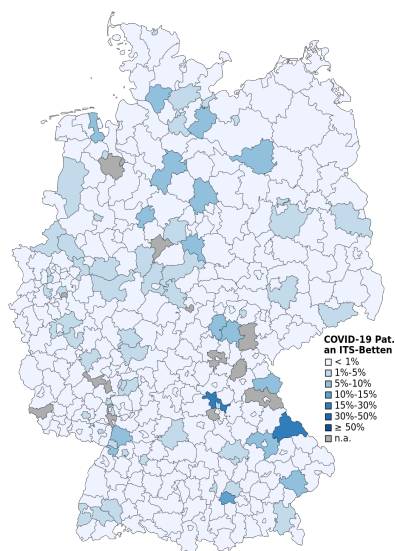 COVID-19 Pat.
an ITS-Betten
< 1%
1%-5%
5%-10%
10%-15%
15%-30%
30%-50%
≥ 50%
n.a.